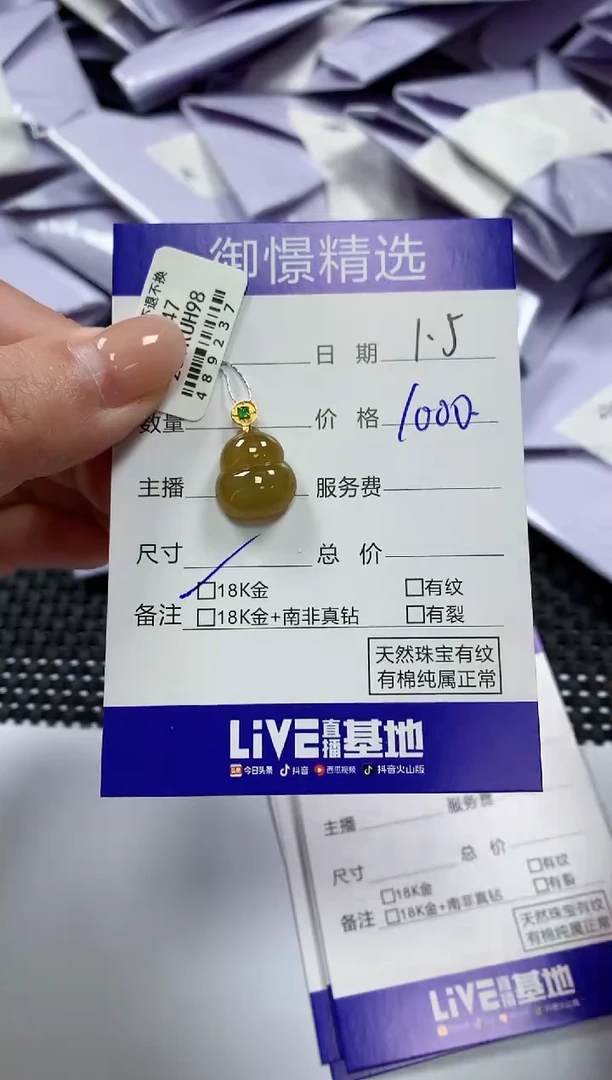 御憬精选
不退不换
47
UH98
489237
日 期 1.5
数量 价 格 1000
主播 服务费
尺寸 总 价
☐18K金 ☐有纹
备注 ☐18K金+南非真钻 ☐有裂
天然珠宝有纹
有棉纯属正常
LiVE直播基地
今日头条 抖音 西瓜视频 抖音火山版
主播 服务费
尺寸 总 价
☐18K金 ☐有纹
备注 ☐18K金+南非真钻 ☐有裂
天然珠宝有纹
有棉纯属正常
LiVE直播基地